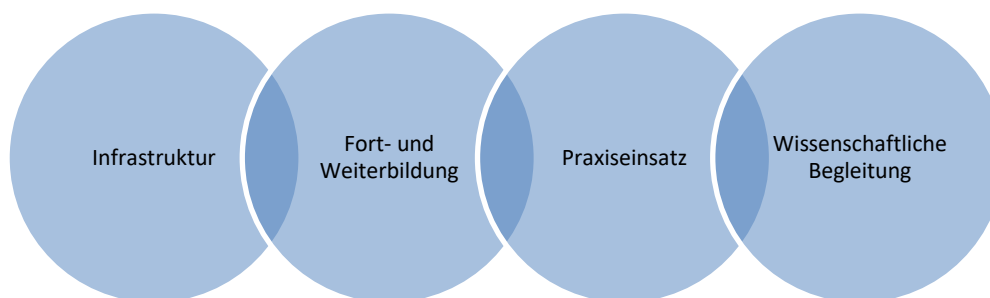 Infrastruktur
Fort- und
Weiterbildung
Praxiseinsatz
Wissenschaftliche
Begleitung